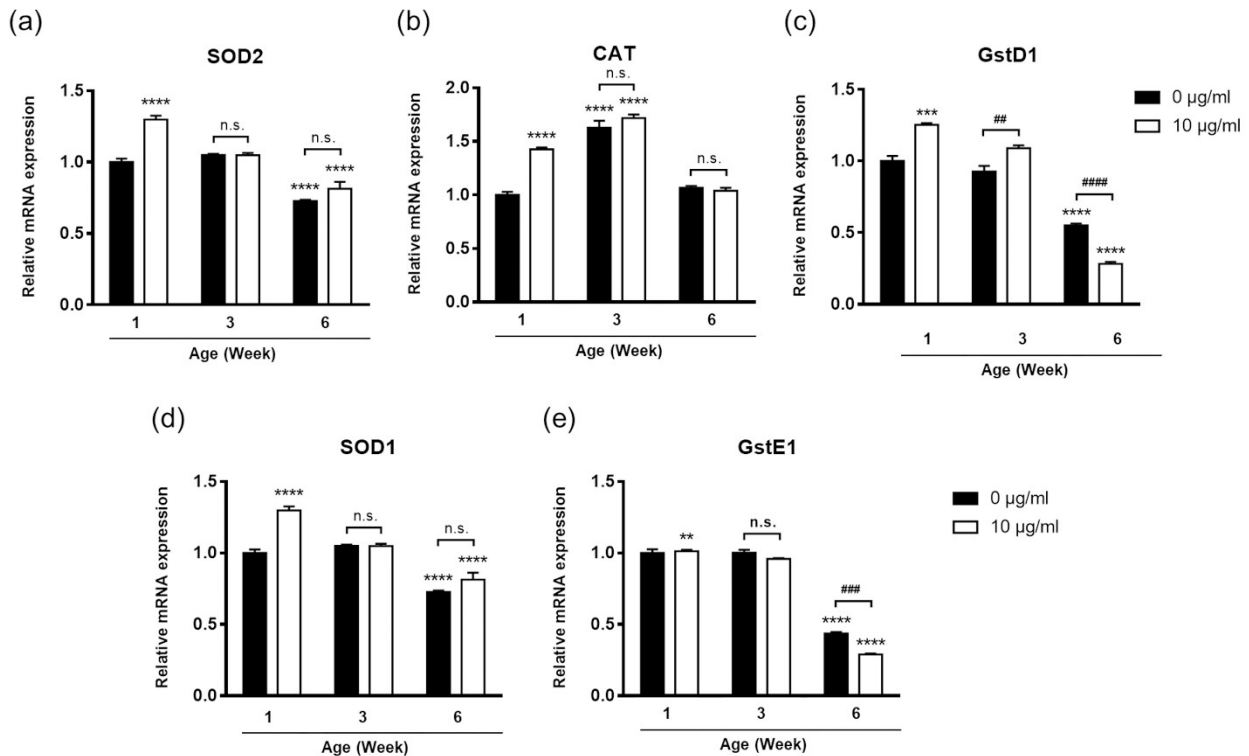 (a)
SOD2
Relative mRNA expression
1.5
1.0
0.5
0.0
****
n.s.
n.s.
****
****
1 3 6
Age (Week)
(b)
CAT
Relative mRNA expression
2.0
1.5
1.0
0.5
0.0
****
n.s.
****
****
n.s.
1 3 6
Age (Week)
(c)
GstD1
Relative mRNA expression
1.5
1.0
0.5
0.0
***
##
####
****
****
1 3 6
Age (Week)
0 µg/ml
10 µg/ml
(d)
SOD1
Relative mRNA expression
1.5
1.0
0.5
0.0
****
n.s.
n.s.
****
****
1 3 6
Age (Week)
(e)
GstE1
Relative mRNA expression
1.5
1.0
0.5
0.0
**
n.s.
###
****
****
1 3 6
Age (Week)
0 µg/ml
10 µg/ml